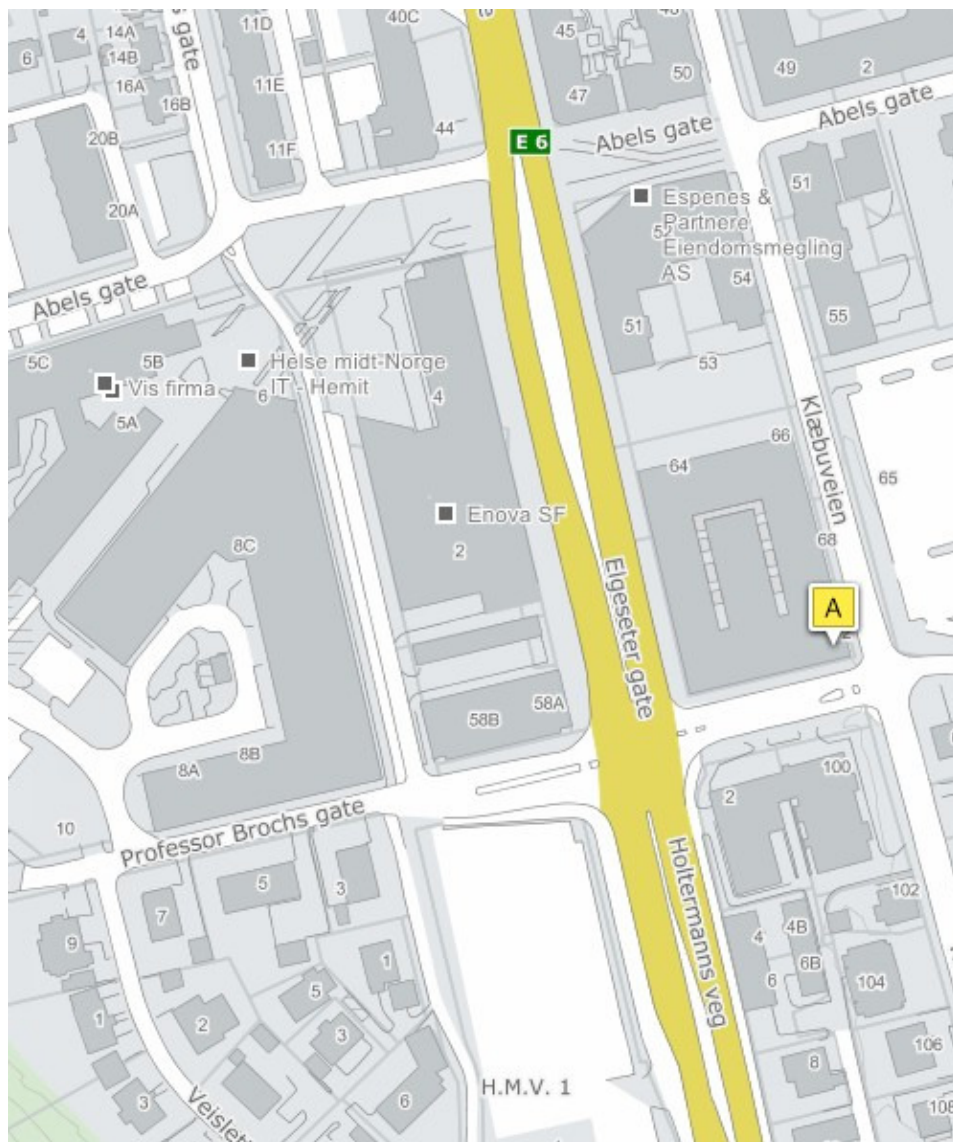 40C
11D
14A
4
6
14B
16A
16B
gate
11E
45
50
47
49
2
20B
11F
44
E 6
Abels gate
Abels gate
20A
51
Espenes &
Partnere
52
Eiendomsmegling
AS
54
Abels gate
4
51
55
53
5C
5B
Helse midt-Norge
IT - Hemit
Vis firma
6
5A
4
Klæbuveien
66
64
65
Enova SF
68
8C
2
Elgeseter gate
A
58A
58B
8B
8A
100
2
10
Professor Brochs gate
Holtermanns veg
5
3
7
102
4
4B
9
1
6B
6
104
5
1
2
3
106
8
H.M.V. 1
3
6
108